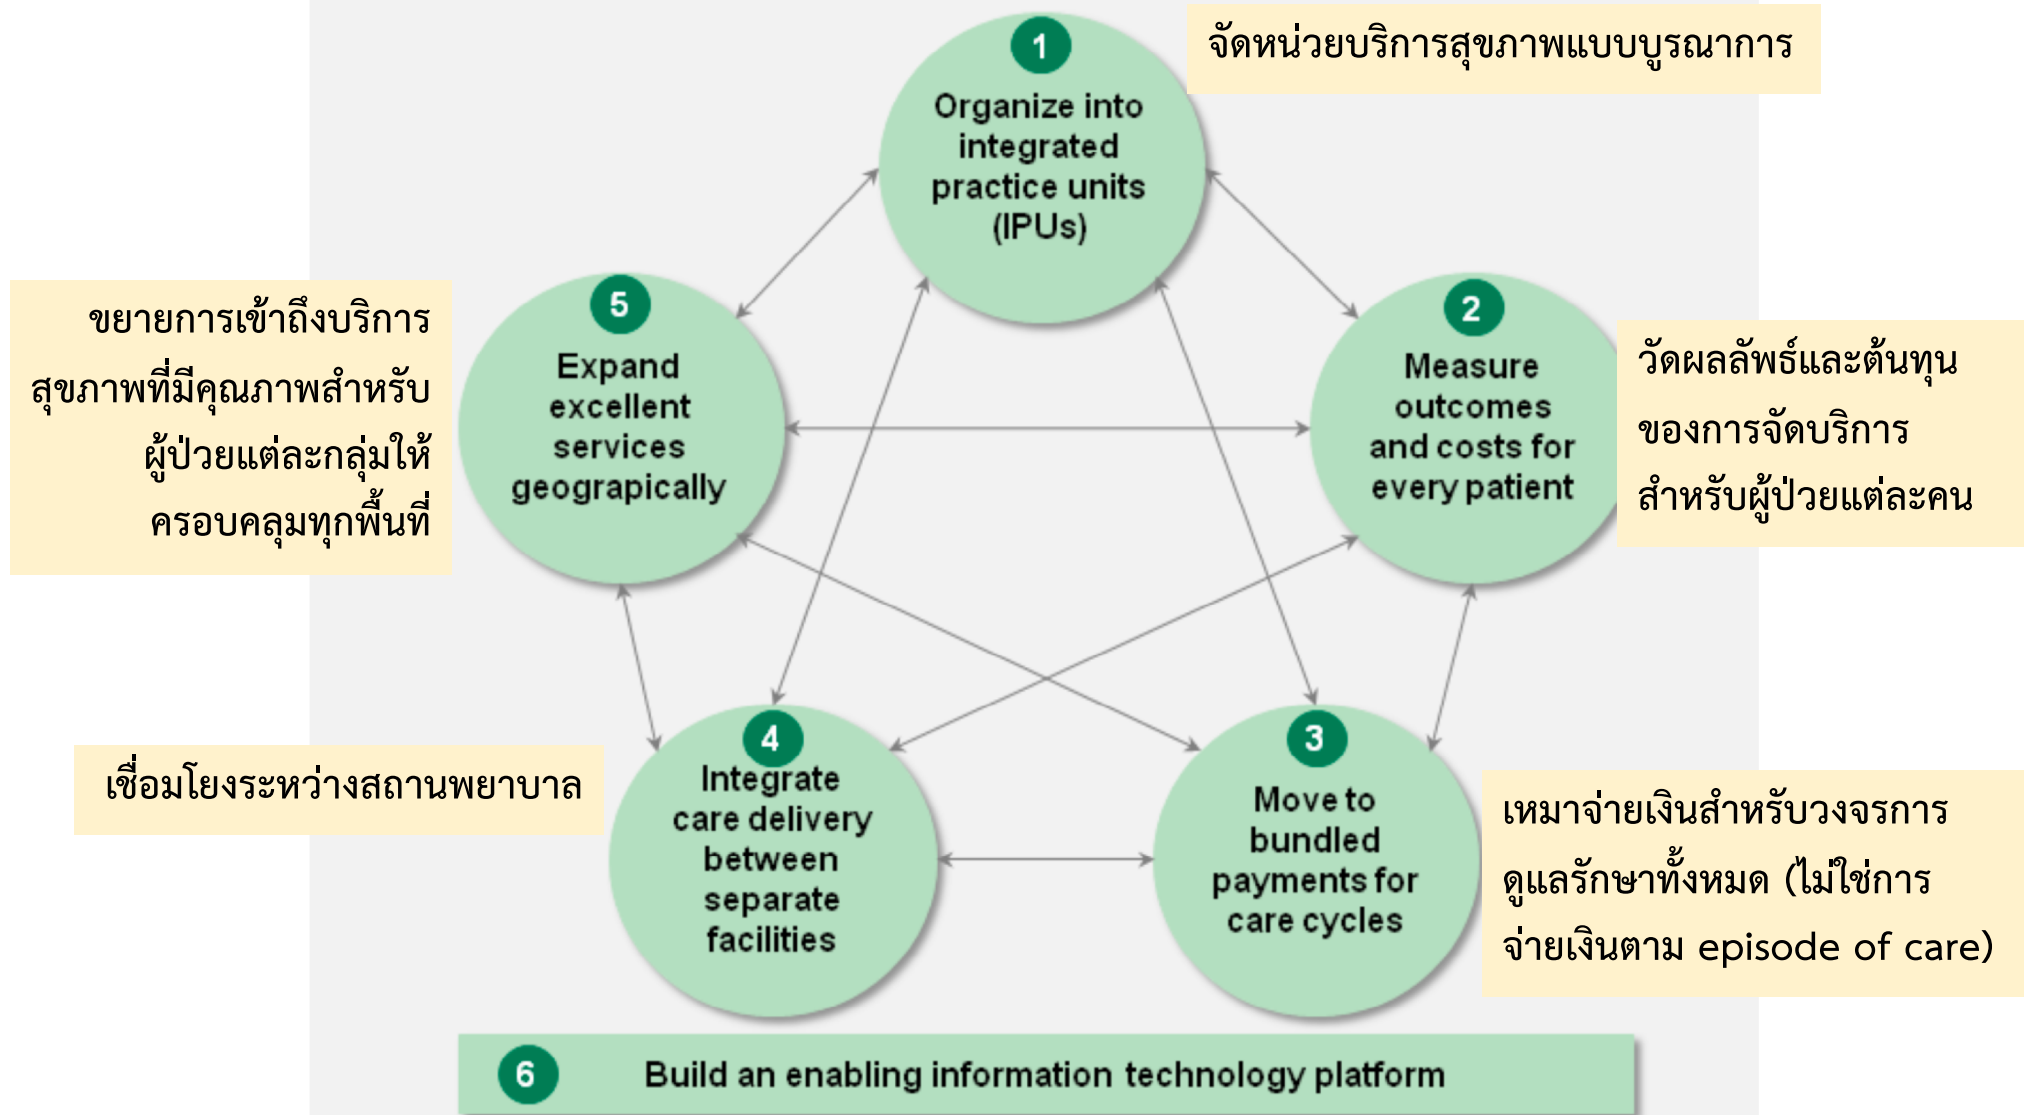 1
Organize into
integrated
practice units
(IPUs)
จัดหน่วยบริการสุขภาพแบบบูรณาการ
2
Measure
outcomes
and costs for
every patient
วัดผลลัพธ์และต้นทุน
ของการจัดบริการ
สำหรับผู้ป่วยแต่ละคน
3
Move to
bundled
payments for
care cycles
เหมาจ่ายเงินสำหรับวงจรการ
ดูแลรักษาทั้งหมด (ไม่ใช่การ
จ่ายเงินตาม episode of care)
4
Integrate
care delivery
between
separate
facilities
เชื่อมโยงระหว่างสถานพยาบาล
5
Expand
excellent
services
geograpically
ขยายการเข้าถึงบริการ
สุขภาพที่มีคุณภาพสำหรับ
ผู้ป่วยแต่ละกลุ่มให้
ครอบคลุมทุกพื้นที่
6 Build an enabling information technology platform